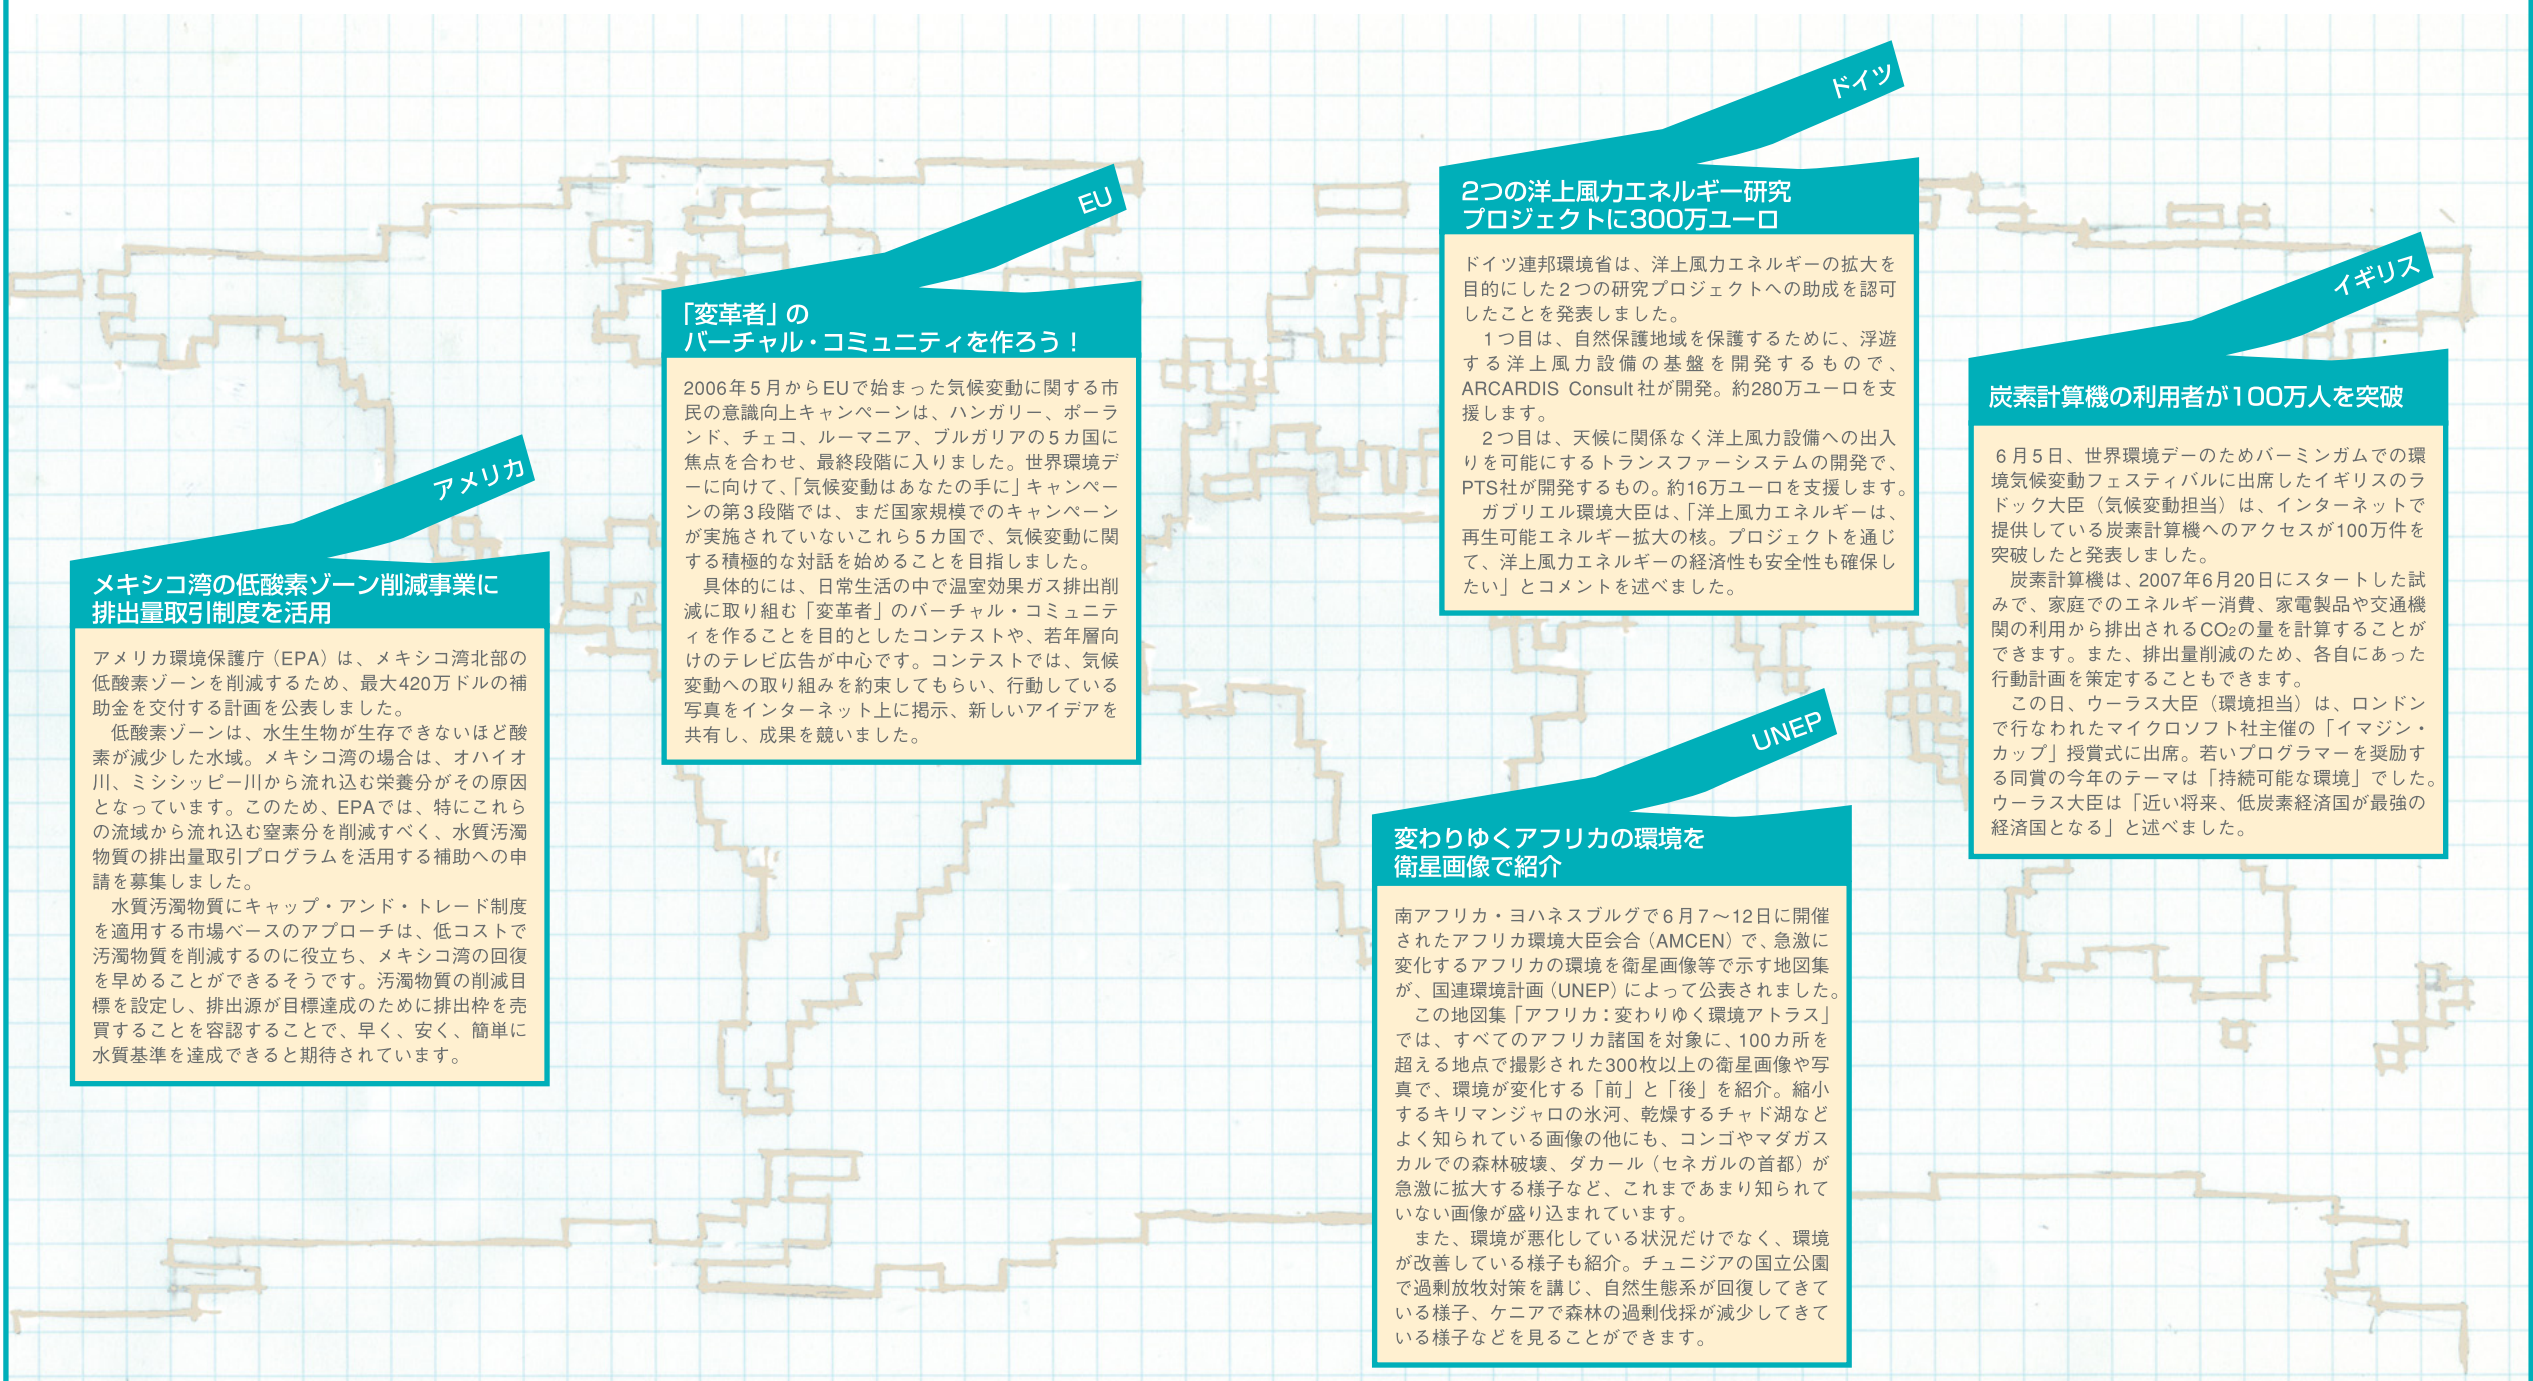 アメリカ
メキシコ湾の低酸素ゾーン削減事業に
排出量取引制度を活用
アメリカ環境保護庁（EPA）は、メキシコ湾北部の
低酸素ゾーンを削減するため、最大420万ドルの補
助金を交付する計画を公表しました。
　低酸素ゾーンは、水生生物が生存できないほど酸
素が減少した水域。メキシコ湾の場合は、オハイオ
川、ミシシッピー川から流れ込む栄養分がその原因
となっています。このため、EPAでは、特にこれら
の流域から流れ込む窒素分を削減すべく、水質汚濁
物質の排出量取引プログラムを活用する補助への申
請を募集しました。
　水質汚濁物質にキャップ・アンド・トレード制度
を適用する市場ベースのアプローチは、低コストで
汚濁物質を削減するのに役立ち、メキシコ湾の回復
を早めることができるそうです。汚濁物質の削減目
標を設定し、排出源が目標達成のために排出枠を売
買することを容認することで、早く、安く、簡単に
水質基準を達成できると期待されています。
EU
「変革者」の
バーチャル・コミュニティを作ろう！
2006年５月からEUで始まった気候変動に関する市
民の意識向上キャンペーンは、ハンガリー、ポーラ
ンド、チェコ、ルーマニア、ブルガリアの５カ国に
焦点を合わせ、最終段階に入りました。世界環境デ
ーに向けて、「気候変動はあなたの手に」キャンペー
ンの第３段階では、まだ国家規模でのキャンペーン
が実施されていないこれら５カ国で、気候変動に関
する積極的な対話を始めることを目指しました。
　具体的には、日常生活の中で温室効果ガス排出削
減に取り組む「変革者」のバーチャル・コミュニテ
ィを作ることを目的としたコンテストや、若年層向
けのテレビ広告が中心です。コンテストでは、気候
変動への取り組みを約束してもらい、行動している
写真をインターネット上に掲示、新しいアイデアを
共有し、成果を競いました。
ドイツ
2つの洋上風力エネルギー研究
プロジェクトに300万ユーロ
ドイツ連邦環境省は、洋上風力エネルギーの拡大を
目的にした２つの研究プロジェクトへの助成を認可
したことを発表しました。
　１つ目は、自然保護地域を保護するために、浮遊
する洋上風力設備の基盤を開発するもので、
ARCARDIS Consult社が開発。約280万ユーロを支
援します。
　２つ目は、天候に関係なく洋上風力設備への出入
りを可能にするトランスファーシステムの開発で、
PTS社が開発するもの。約16万ユーロを支援します。
　ガブリエル環境大臣は、「洋上風力エネルギーは、
再生可能エネルギー拡大の核。プロジェクトを通じ
て、洋上風力エネルギーの経済性も安全性も確保し
たい」とコメントを述べました。
UNEP
変わりゆくアフリカの環境を
衛星画像で紹介
南アフリカ・ヨハネスブルグで６月７〜12日に開催
されたアフリカ環境大臣会合（AMCEN）で、急激に
変化するアフリカの環境を衛星画像等で示す地図集
が、国連環境計画（UNEP）によって公表されました。
　この地図集「アフリカ：変わりゆく環境アトラス」
では、すべてのアフリカ諸国を対象に、100カ所を
超える地点で撮影された300枚以上の衛星画像や写
真で、環境が変化する「前」と「後」を紹介。縮小
するキリマンジャロの氷河、乾燥するチャド湖など
よく知られている画像の他にも、コンゴやマダガス
カルでの森林破壊、ダカール（セネガルの首都）が
急激に拡大する様子など、これまであまり知られて
いない画像が盛り込まれています。
　また、環境が悪化している状況だけでなく、環境
が改善している様子も紹介。チュニジアの国立公園
で過剰放牧対策を講じ、自然生態系が回復してきて
いる様子、ケニアで森林の過剰伐採が減少してきて
いる様子などを見ることができます。
イギリス
炭素計算機の利用者が100万人を突破
６月５日、世界環境デーのためバーミンガムでの環
境気候変動フェスティバルに出席したイギリスのラ
ドック大臣（気候変動担当）は、インターネットで
提供している炭素計算機へのアクセスが100万件を
突破したと発表しました。
　炭素計算機は、2007年6月20日にスタートした試
みで、家庭でのエネルギー消費、家電製品や交通機
関の利用から排出されるCO₂の量を計算することが
できます。また、排出量削減のため、各自にあった
行動計画を策定することもできます。
　この日、ウーラス大臣（環境担当）は、ロンドン
で行なわれたマイクロソフト社主催の「イマジン・
カップ」授賞式に出席。若いプログラマーを奨励す
る同賞の今年のテーマは「持続可能な環境」でした。
ウーラス大臣は「近い将来、低炭素経済国が最強の
経済国となる」と述べました。